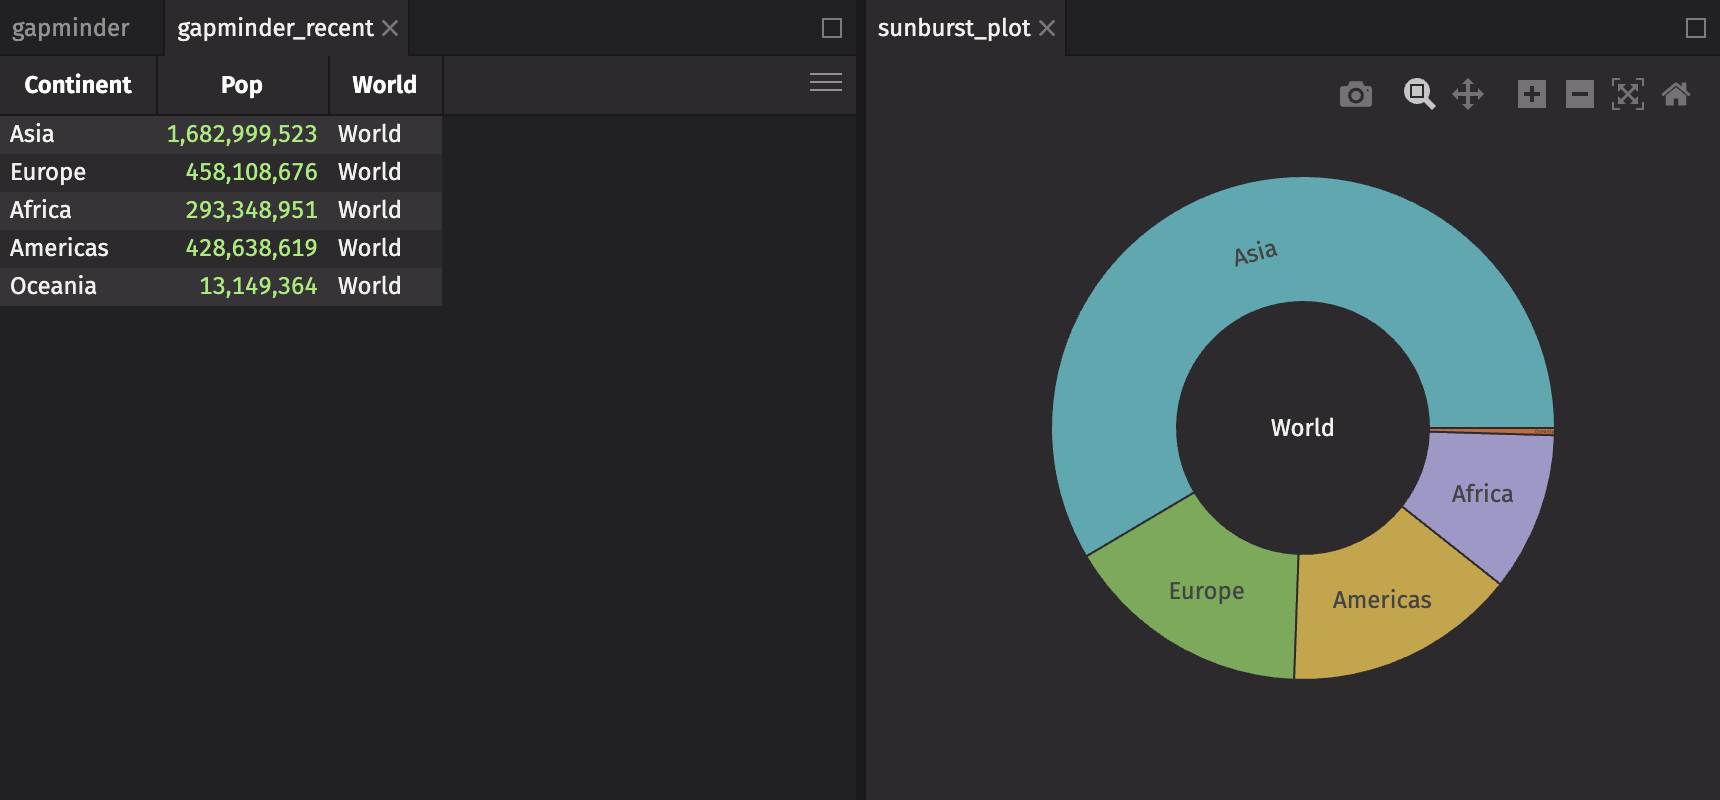 gapminder
gapminder_recent
Continent Pop World
Asia 1,682,999,523 World
Europe 458,108,676 World
Africa 293,348,951 World
Americas 428,638,619 World
Oceania 13,149,364 World
sunburst_plot
Asia
World
Africa
Europe
Americas